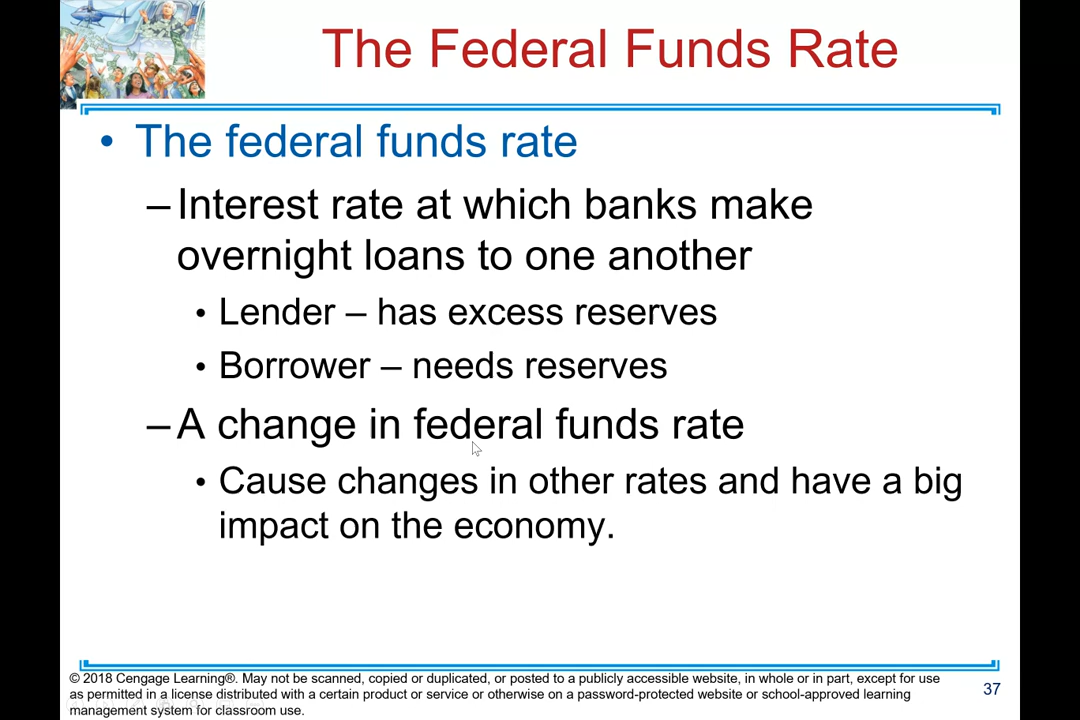 The Federal Funds Rate
• The federal funds rate
– Interest rate at which banks make
overnight loans to one another
• Lender – has excess reserves
• Borrower – needs reserves
– A change in federal funds rate
• Cause changes in other rates and have a big
impact on the economy.
© 2018 Cengage Learning®. May not be scanned, copied or duplicated, or posted to a publicly accessible website, in whole or in part, except for use
as permitted in a license distributed with a certain product or service or otherwise on a password-protected website or school-approved learning
management system for classroom use.
37